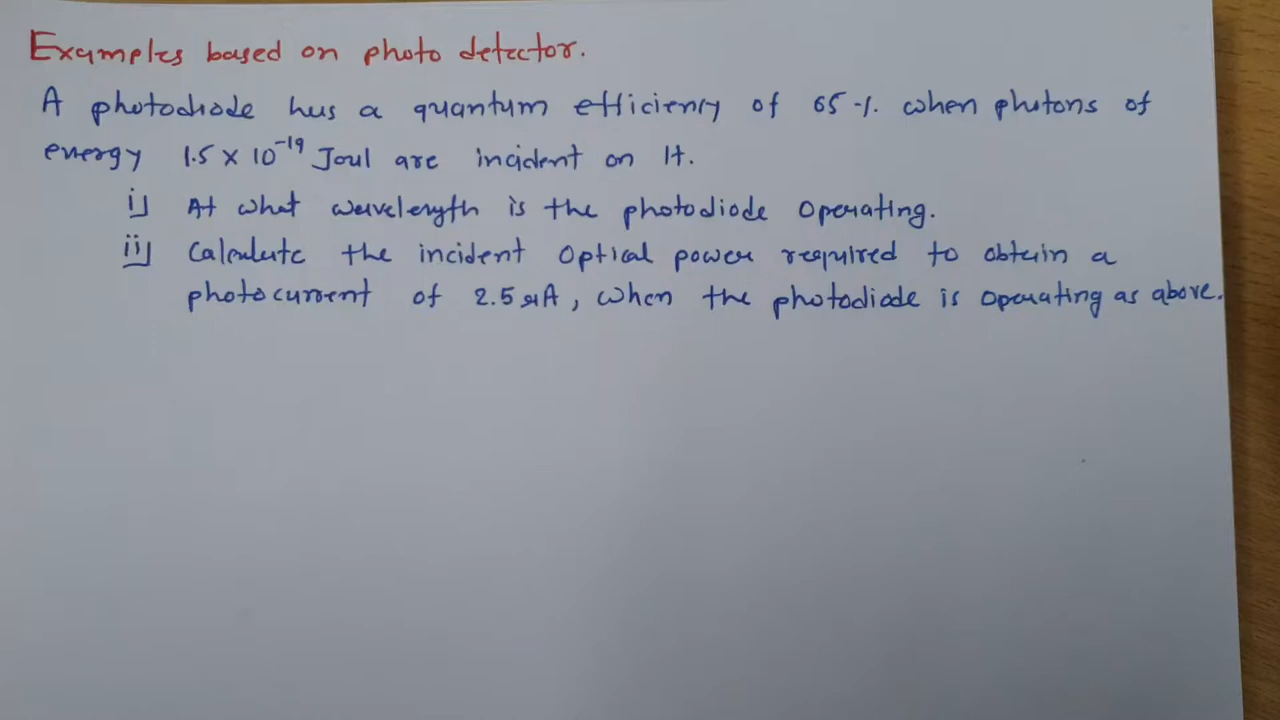 Examples based on photo detector.
A photodiode has a quantum efficiency of 65 % when photons of
energy 1.5 × 10⁻¹⁹ Joul are incident on it.
i) At what wavelength is the photodiode operating.
ii) Calculate the incident optical power required to obtain a
photocurrent of 2.5 μA, when the photodiode is operating as above.